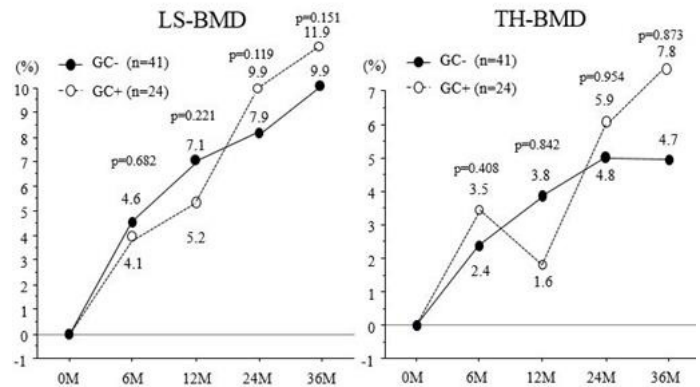 LS-BMD
(%)
GC- (n=41)
GC+ (n=24)
p=0.682
p=0.221
p=0.119
p=0.151
11.9
9.9
9.9
7.9
7.1
5.2
4.6
4.1
10
9
8
7
6
5
4
3
2
1
0
-1
0M 6M 12M 24M 36M
TH-BMD
(%)
GC- (n=41)
GC+ (n=24)
p=0.408
p=0.842
p=0.954
p=0.873
7.8
5.9
4.7
4.8
3.8
3.5
2.4
1.6
7
6
5
4
3
2
1
0
-1
0M 6M 12M 24M 36M